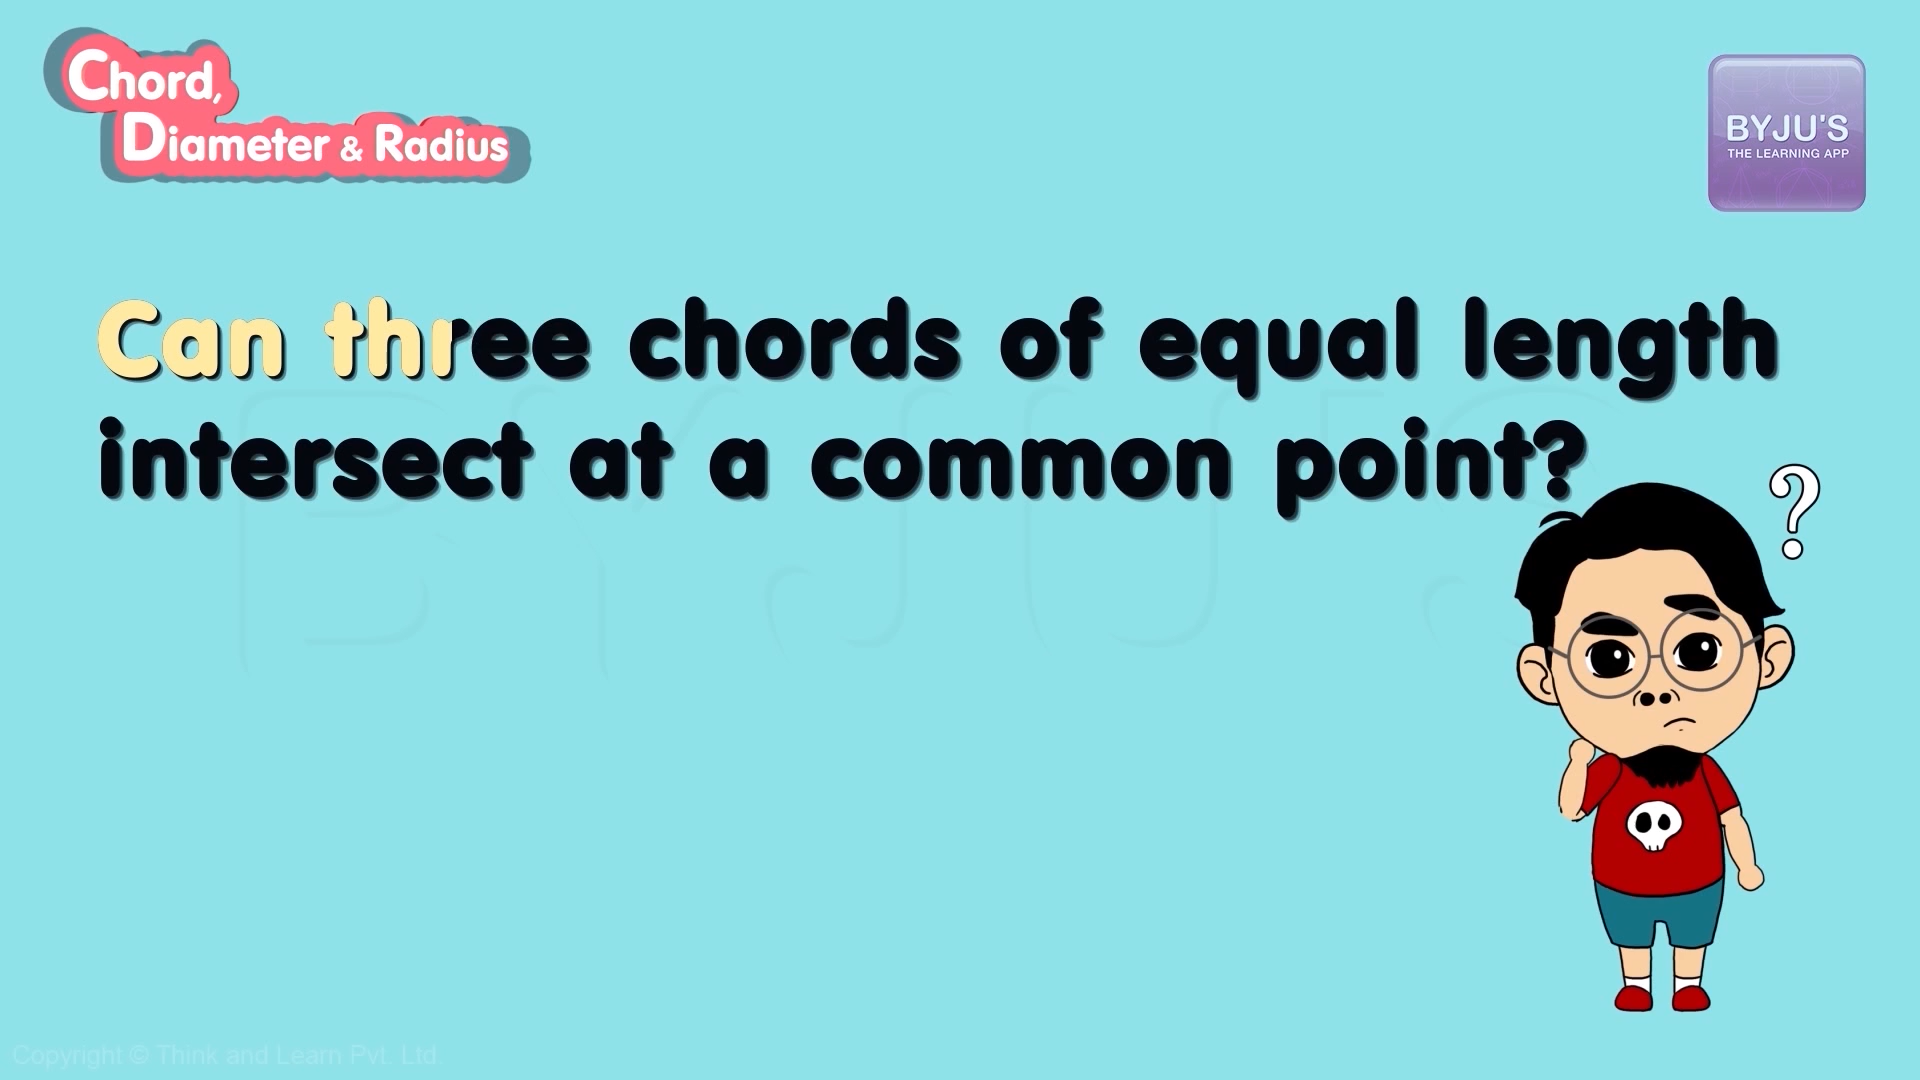 Chord,
Diameter & Radius
BYJU'S
THE LEARNING APP
Can three chords of equal length
intersect at a common point?
?
BYJU'S
Copyright © Think and Learn Pvt. Ltd.